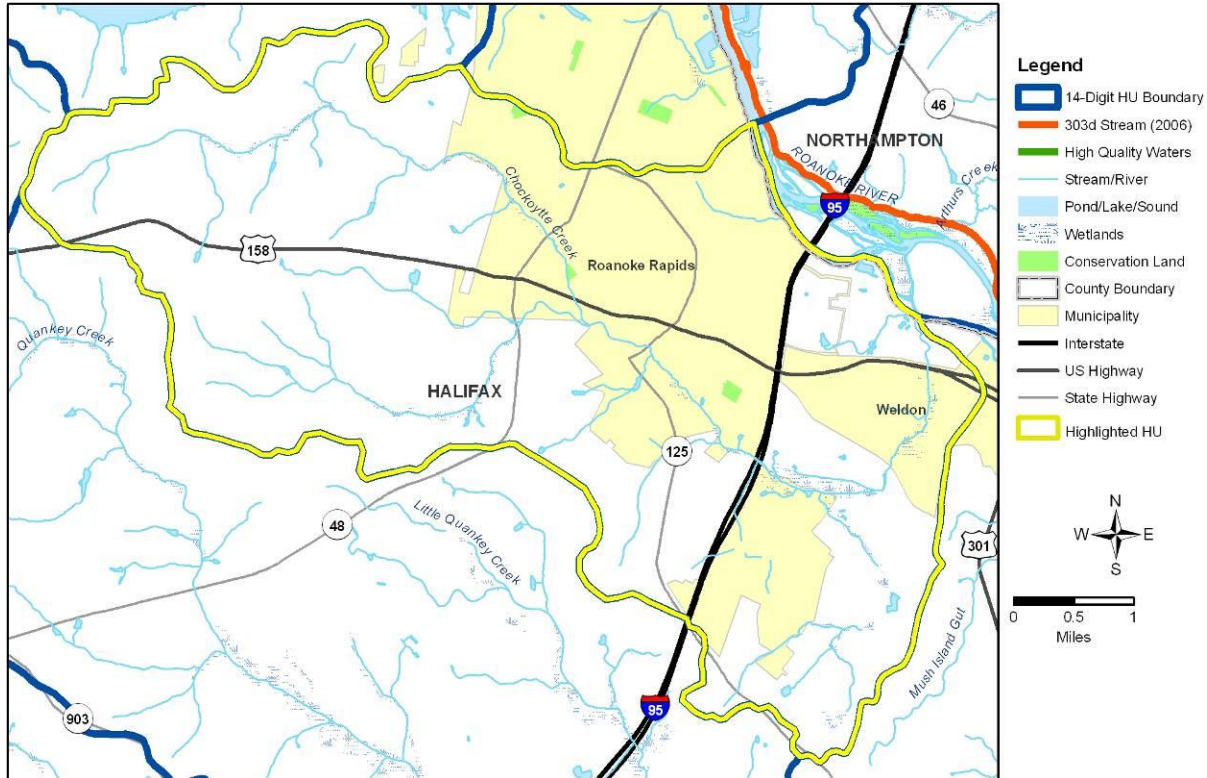 46
NORTHAMPTON
ROANOKE RIVER
Arthurs Creek
95
Chockoytte Creek
158
Roanoke Rapids
Quankey Creek
HALIFAX
Weldon
125
Little Quankey Creek
48
301
Mush Island Gut
95
903
Legend
14-Digit HU Boundary
303d Stream (2006)
High Quality Waters
Stream/River
Pond/Lake/Sound
Wetlands
Conservation Land
County Boundary
Municipality
Interstate
US Highway
State Highway
Highlighted HU
N
W E
S
0 0.5 1
Miles